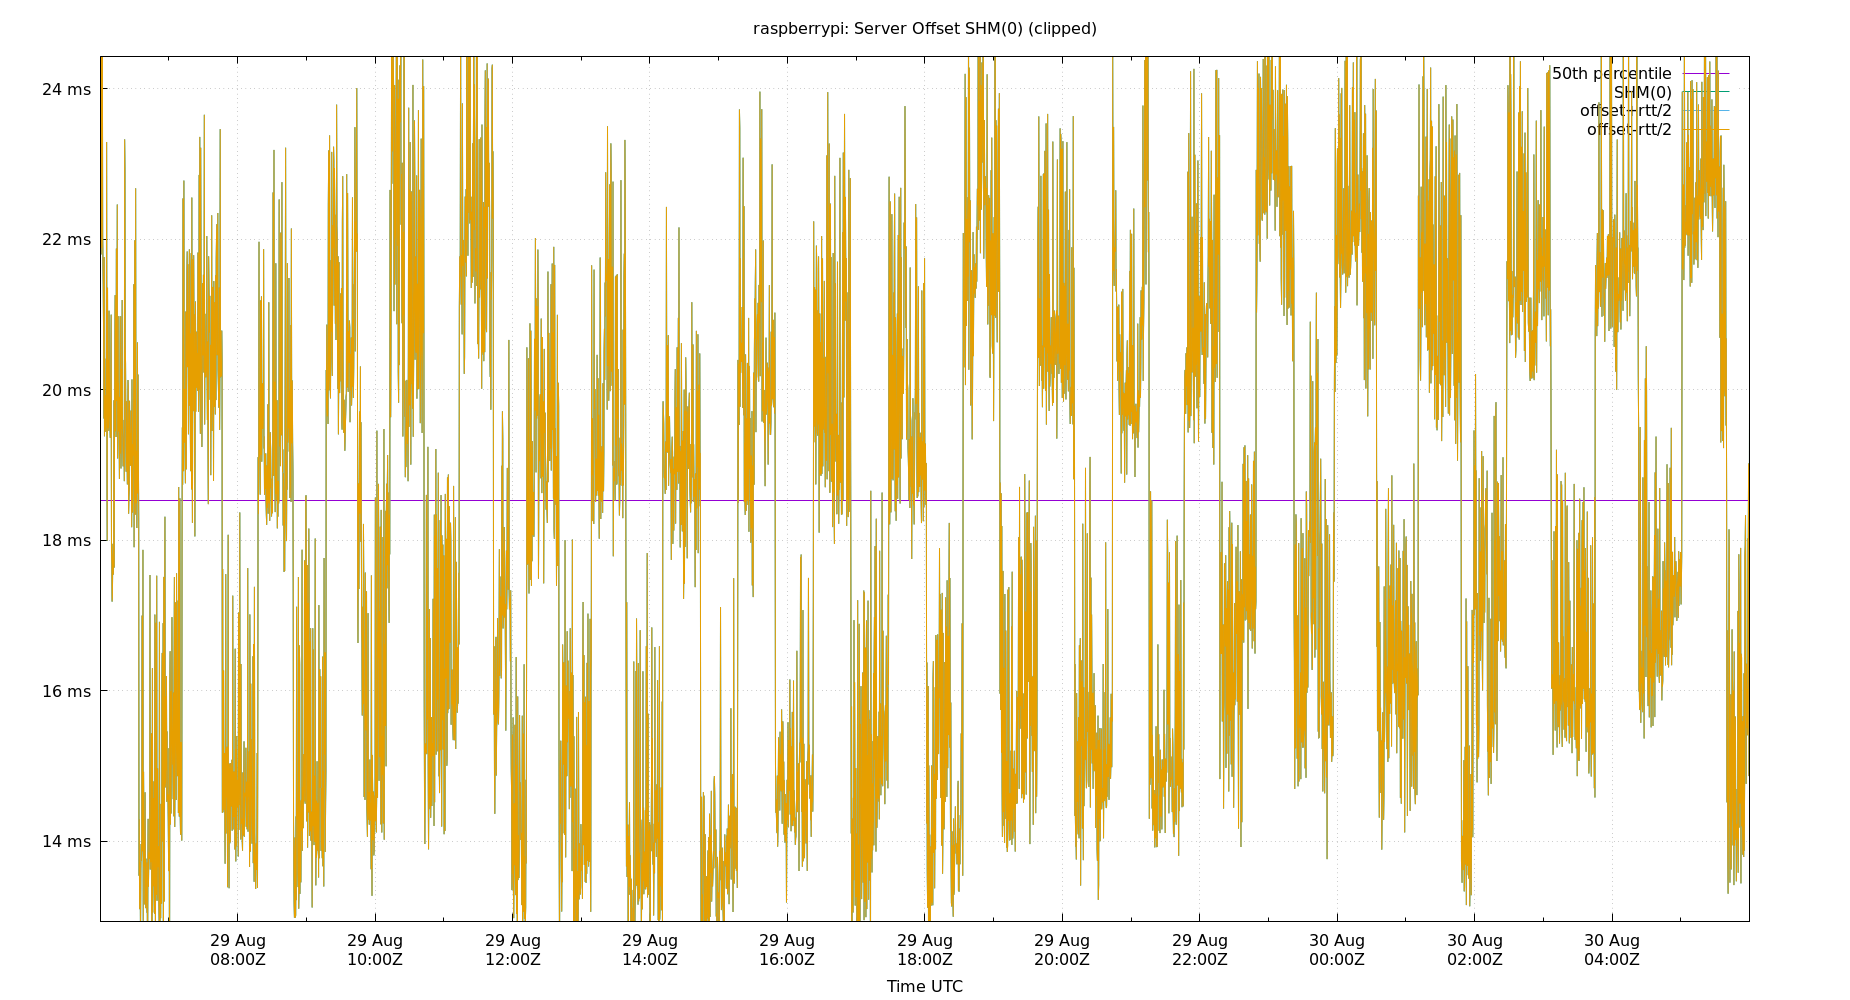 raspberrypi: Server Offset SHM(0) (clipped)
24 ms
22 ms
20 ms
18 ms
16 ms
14 ms
50th percentile
SHM(0)
offset+rtt/2
offset-rtt/2
29 Aug
08:00Z
29 Aug
10:00Z
29 Aug
12:00Z
29 Aug
14:00Z
29 Aug
16:00Z
29 Aug
18:00Z
29 Aug
20:00Z
29 Aug
22:00Z
30 Aug
00:00Z
30 Aug
02:00Z
30 Aug
04:00Z
Time UTC